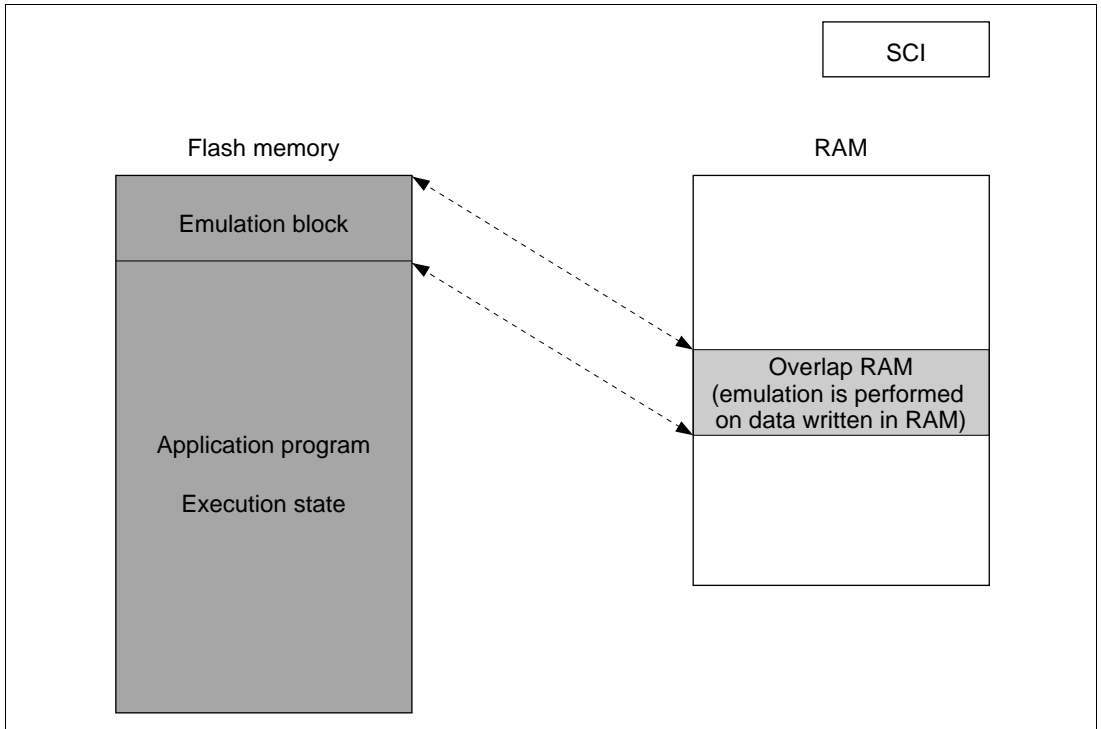 SCI
Flash memory
RAM
Emulation block
Overlap RAM
(emulation is performed
on data written in RAM)
Application program
Execution state